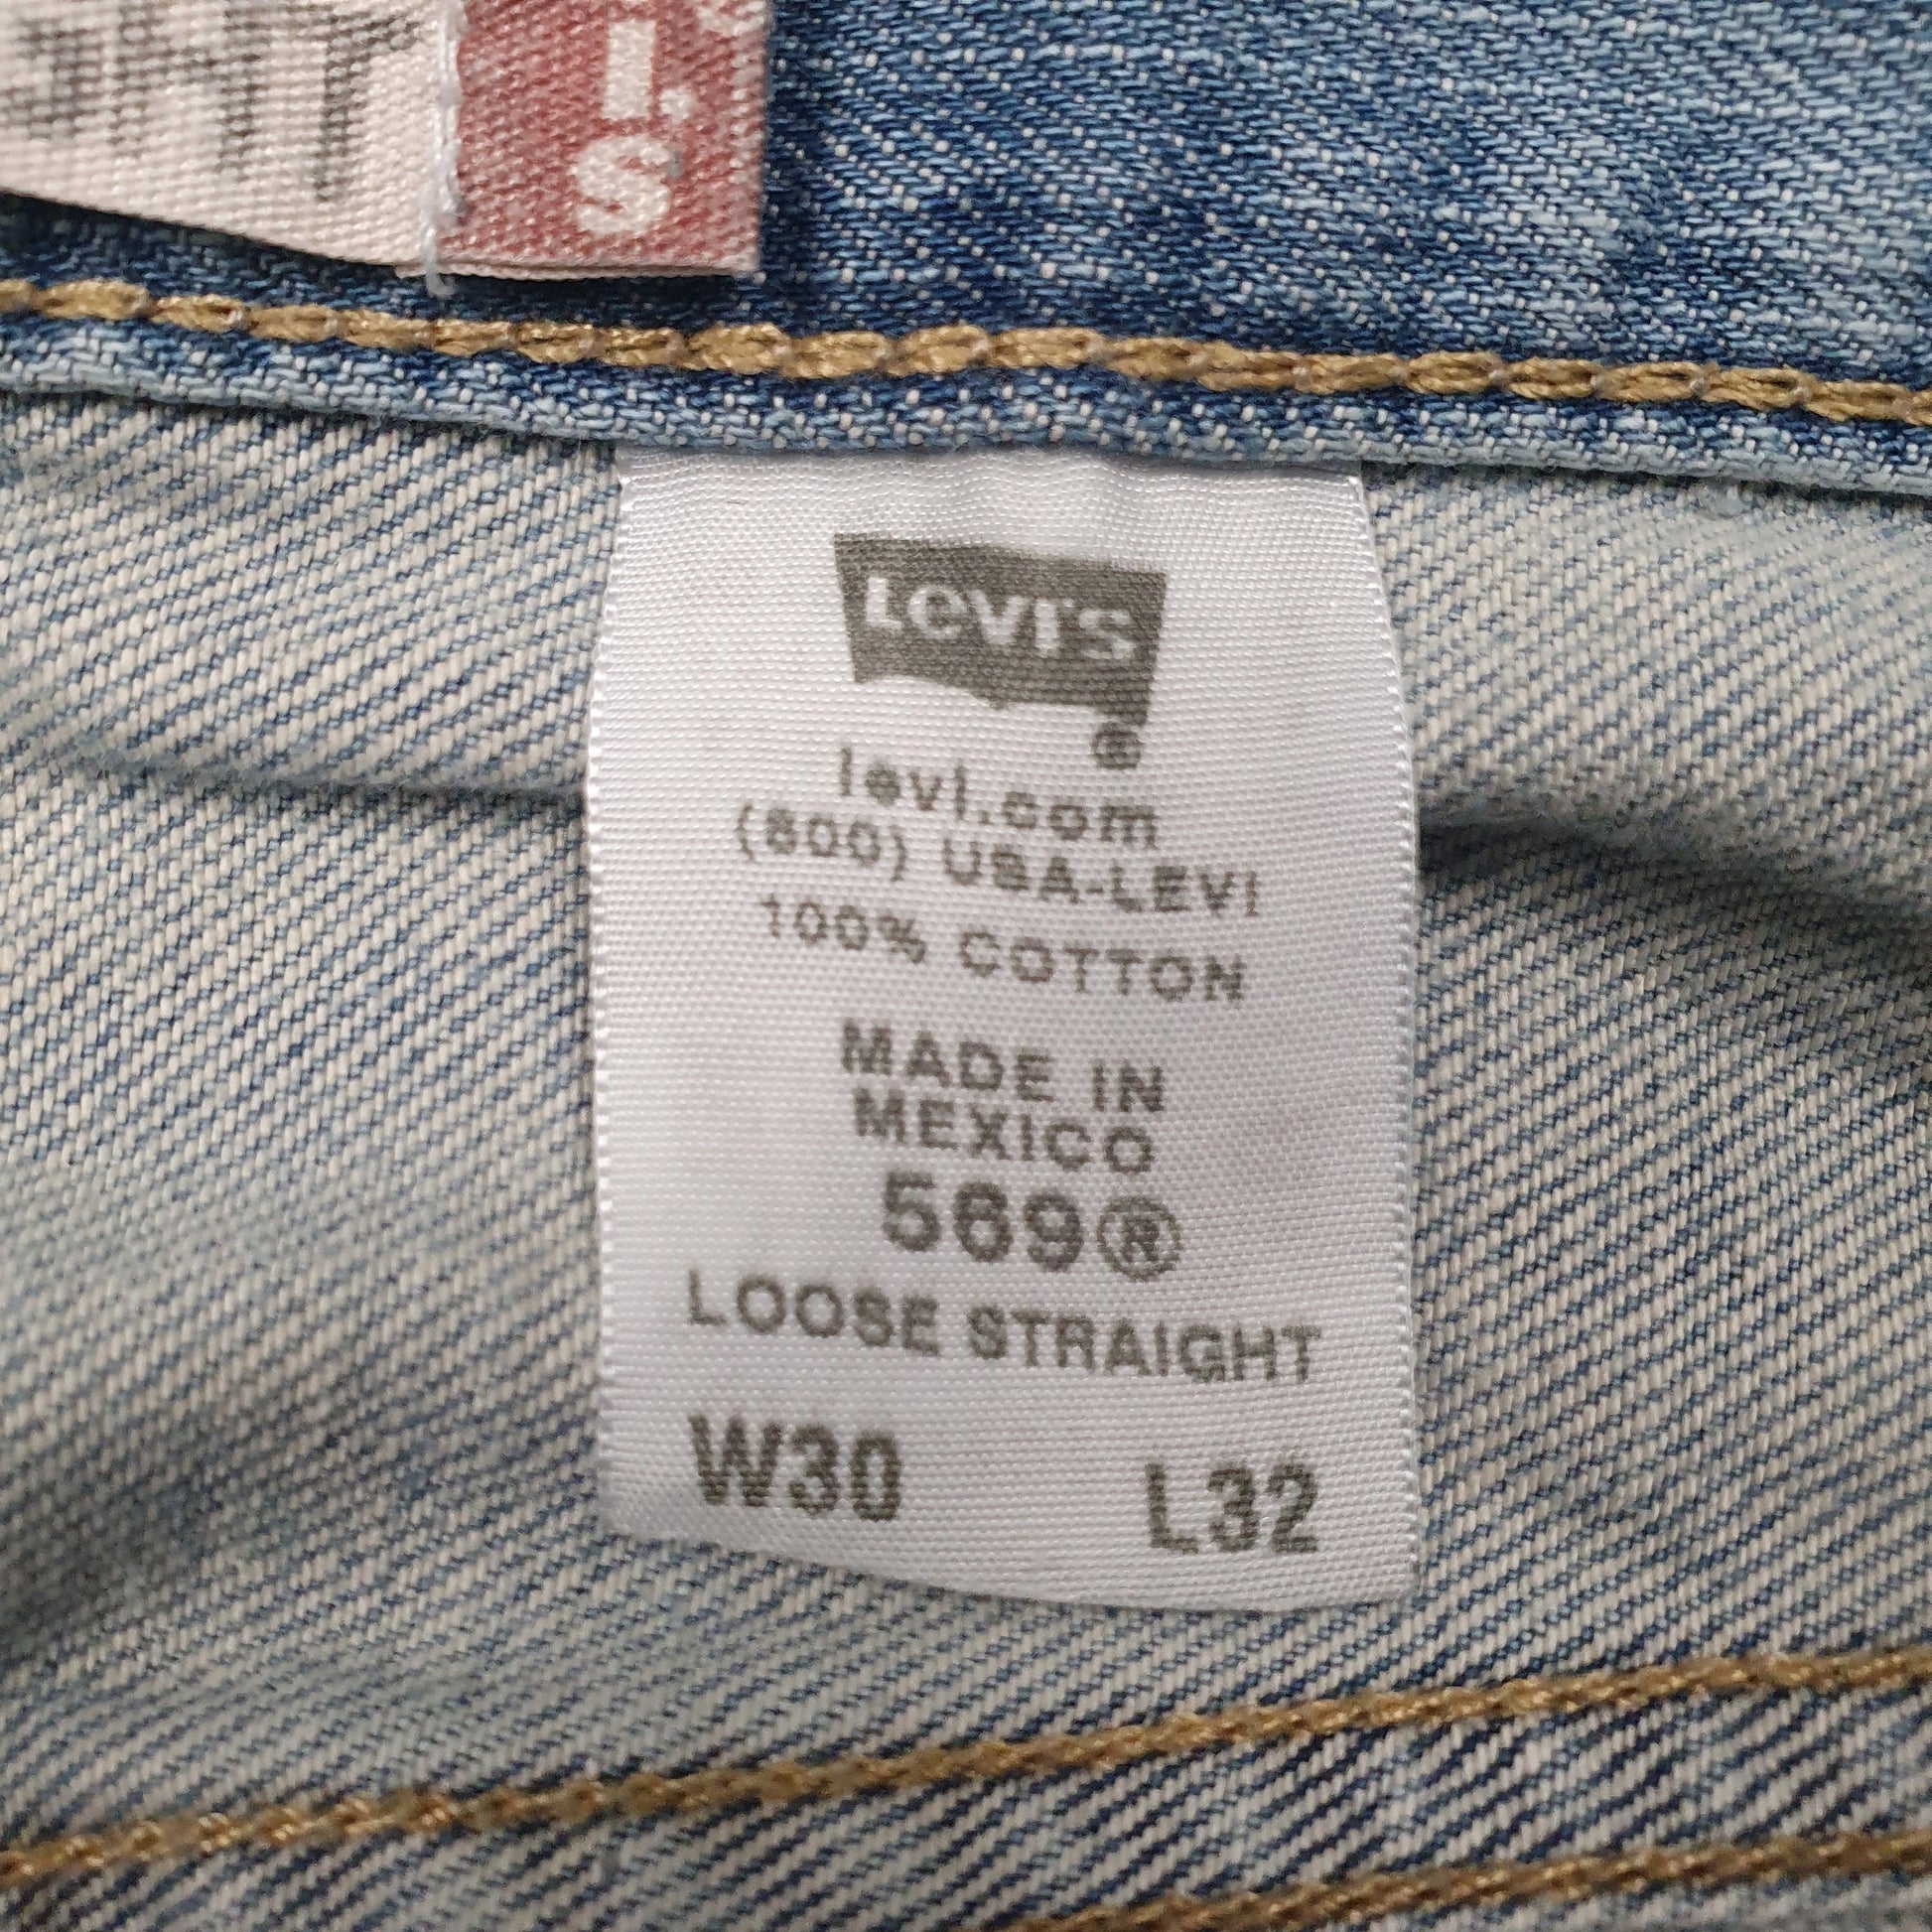 I'S
Levi's®
levi.com
(800) USA-LEVI
100% COTTON
MADE IN
MEXICO
569®
LOOSE STRAIGHT
W30 L32